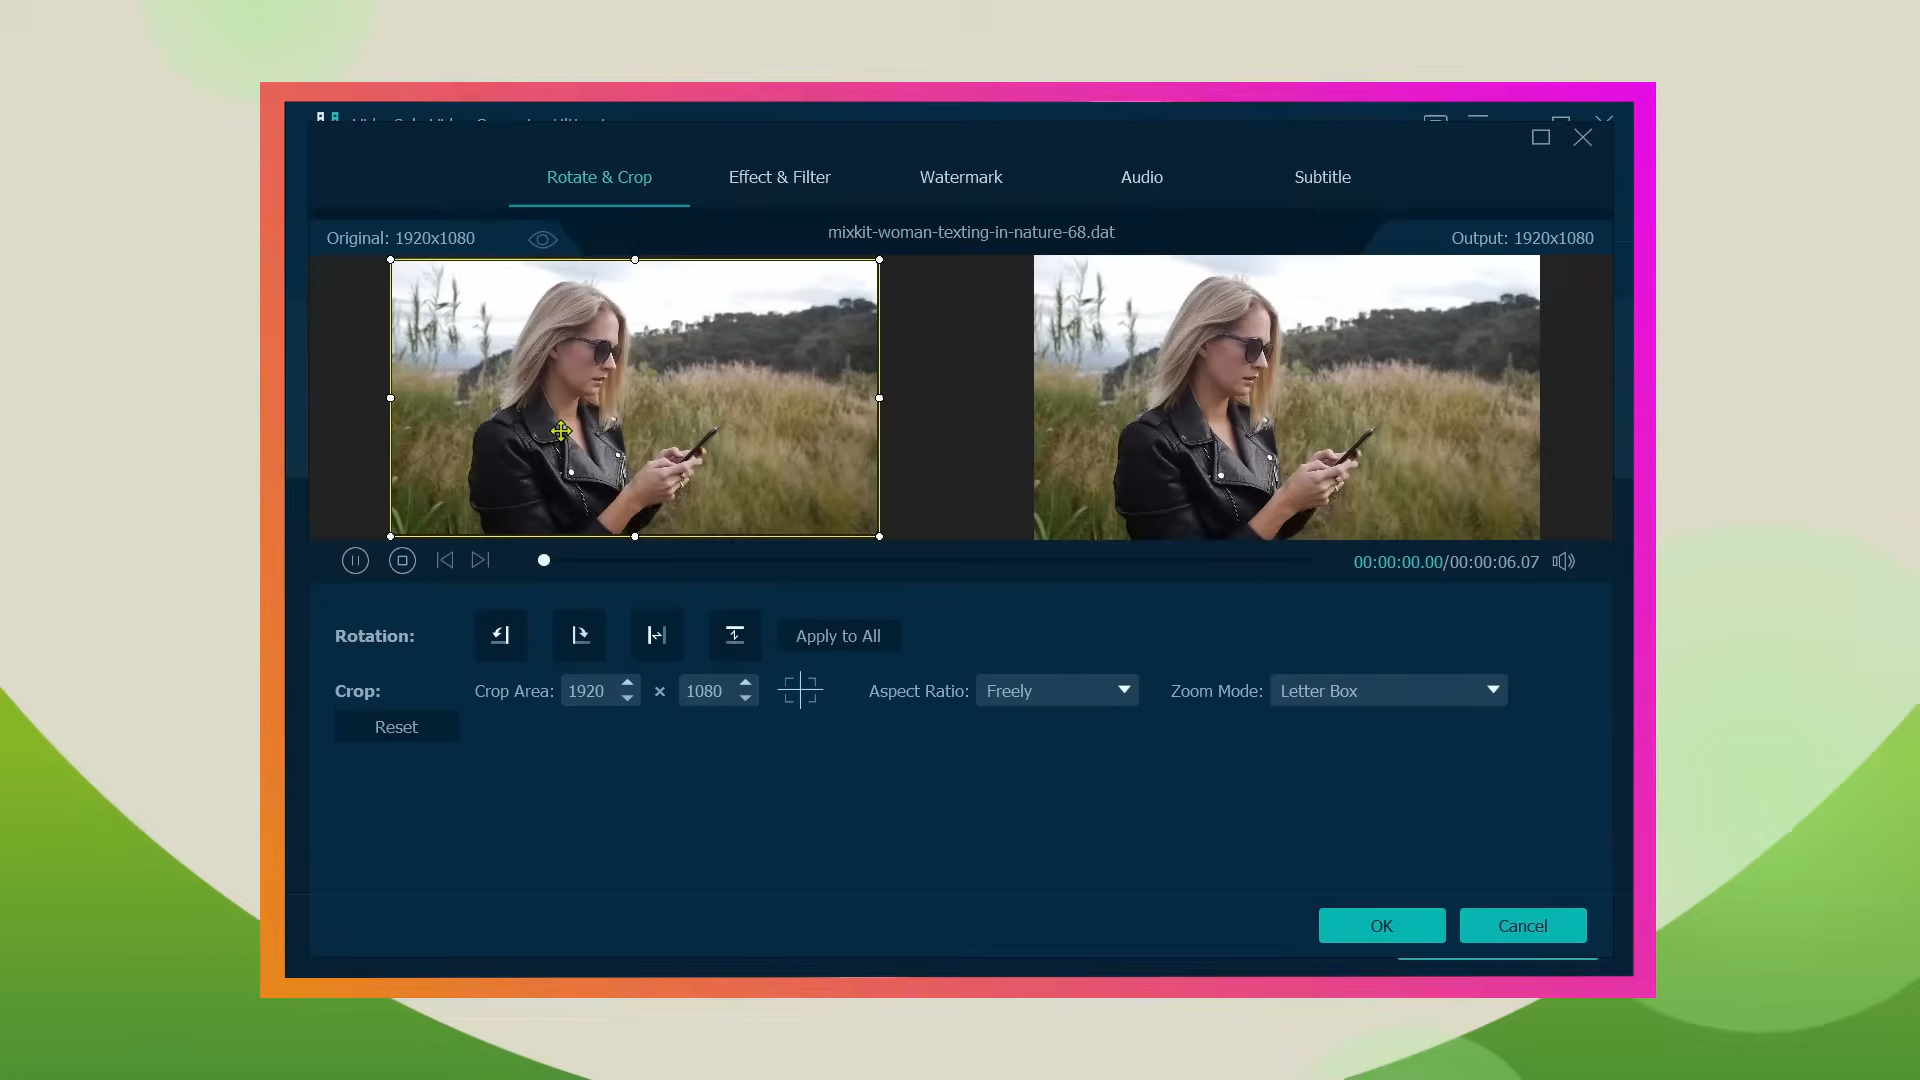 Rotate & Crop
Effect & Filter
Watermark
Audio
Subtitle
Original: 1920x1080
mixkit-woman-texting-in-nature-68.dat
Output: 1920x1080
00:00:00.00/00:00:06.07
Rotation:
Apply to All
Crop:
Crop Area: 1920 × 1080
Aspect Ratio: Freely
Zoom Mode: Letter Box
Reset
OK
Cancel